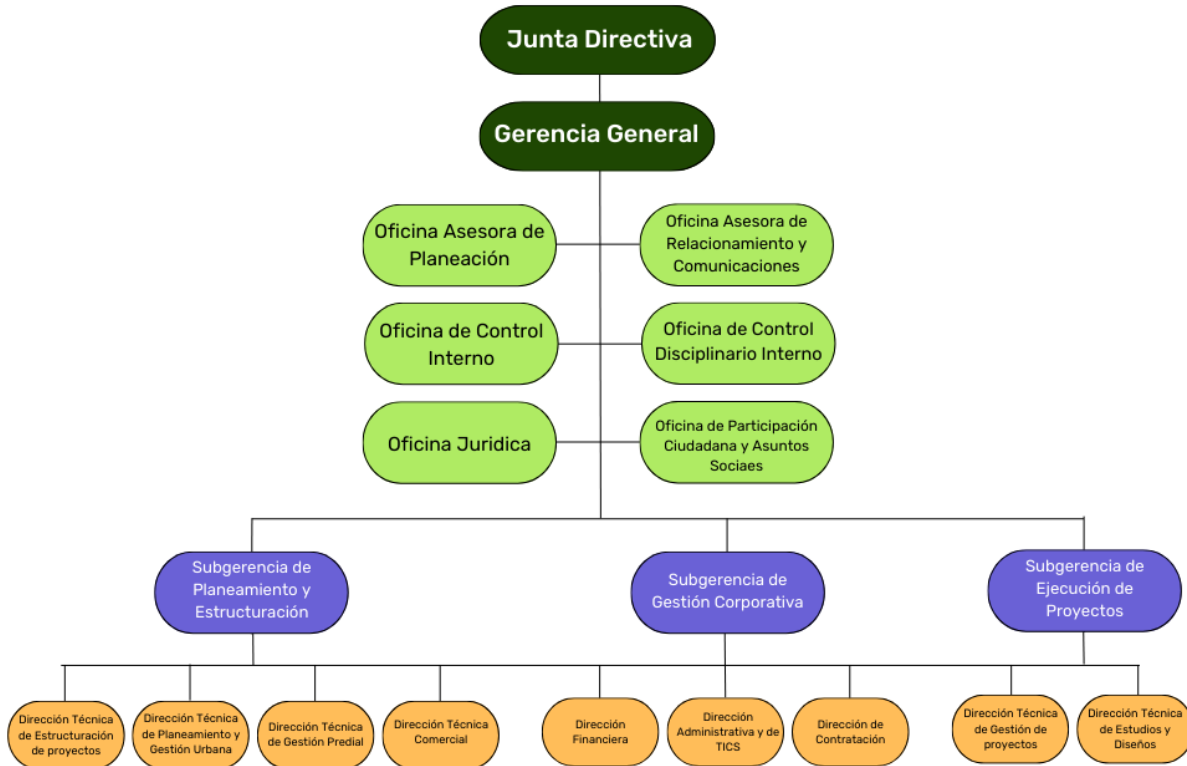 Junta Directiva
Gerencia General
Oficina Asesora de
Planeación
Oficina Asesora de
Relacionamiento y
Comunicaciones
Oficina de Control
Interno
Oficina de Control
Disciplinario Interno
Oficina Juridica
Oficina de Participación
Ciudadana y Asuntos
Sociaes
Subgerencia de
Planeamiento y
Estructuración
Subgerencia de
Gestión Corporativa
Subgerencia de
Ejecución de
Proyectos
Dirección Técnica
de Estructuración
de proyectos
Dirección Técnica
de Planeamiento y
Gestión Urbana
Dirección Técnica
de Gestión Predial
Dirección Técnica
Comercial
Dirección
Financiera
Dirección
Administrativa y de
TICS
Dirección de
Contratación
Dirección Técnica
de Gestión de
proyectos
Dirección Técnica
de Estudios y
Diseños